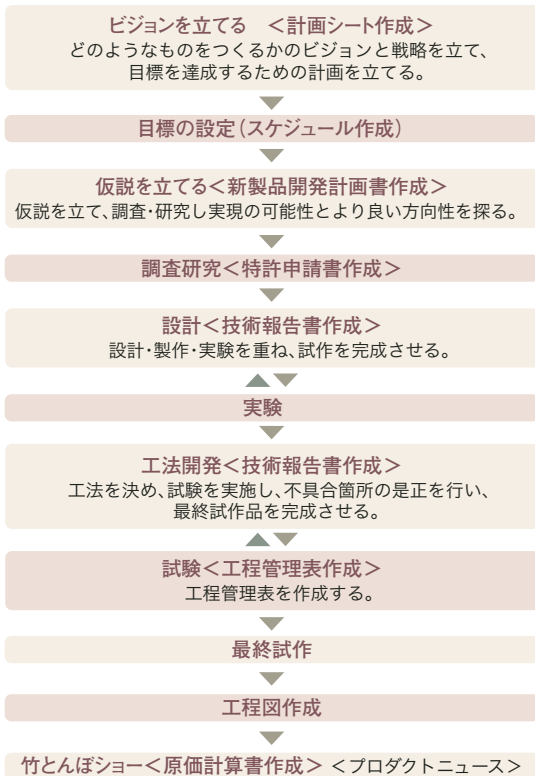 ビジョンを立てる　＜計画シート作成＞
どのようなものをつくるかのビジョンと戦略を立て、
目標を達成するための計画を立てる。
目標の設定（スケジュール作成）
仮説を立てる＜新製品開発計画書作成＞
仮説を立て、調査・研究し実現の可能性とより良い方向性を探る。
調査研究＜特許申請書作成＞
設計＜技術報告書作成＞
設計・製作・実験を重ね、試作を完成させる。
実験
工法開発＜技術報告書作成＞
工法を決め、試験を実施し、不具合箇所の是正を行い、
最終試作品を完成させる。
試験＜工程管理表作成＞
工程管理表を作成する。
最終試作
工程図作成
竹とんぼショー＜原価計算書作成＞ ＜プロダクトニュース＞